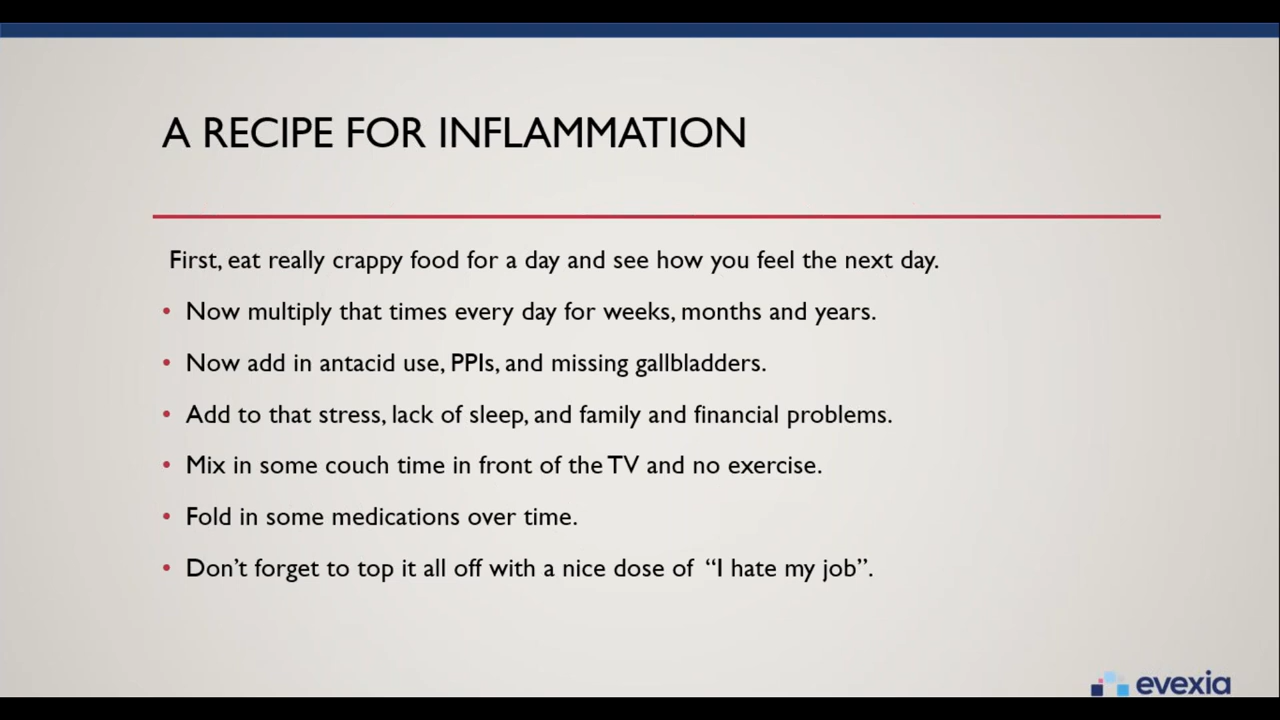 A RECIPE FOR INFLAMMATION
First, eat really crappy food for a day and see how you feel the next day.
• Now multiply that times every day for weeks, months and years.
• Now add in antacid use, PPIs, and missing gallbladders.
• Add to that stress, lack of sleep, and family and financial problems.
• Mix in some couch time in front of the TV and no exercise.
• Fold in some medications over time.
• Don’t forget to top it all off with a nice dose of “I hate my job”.
evexia